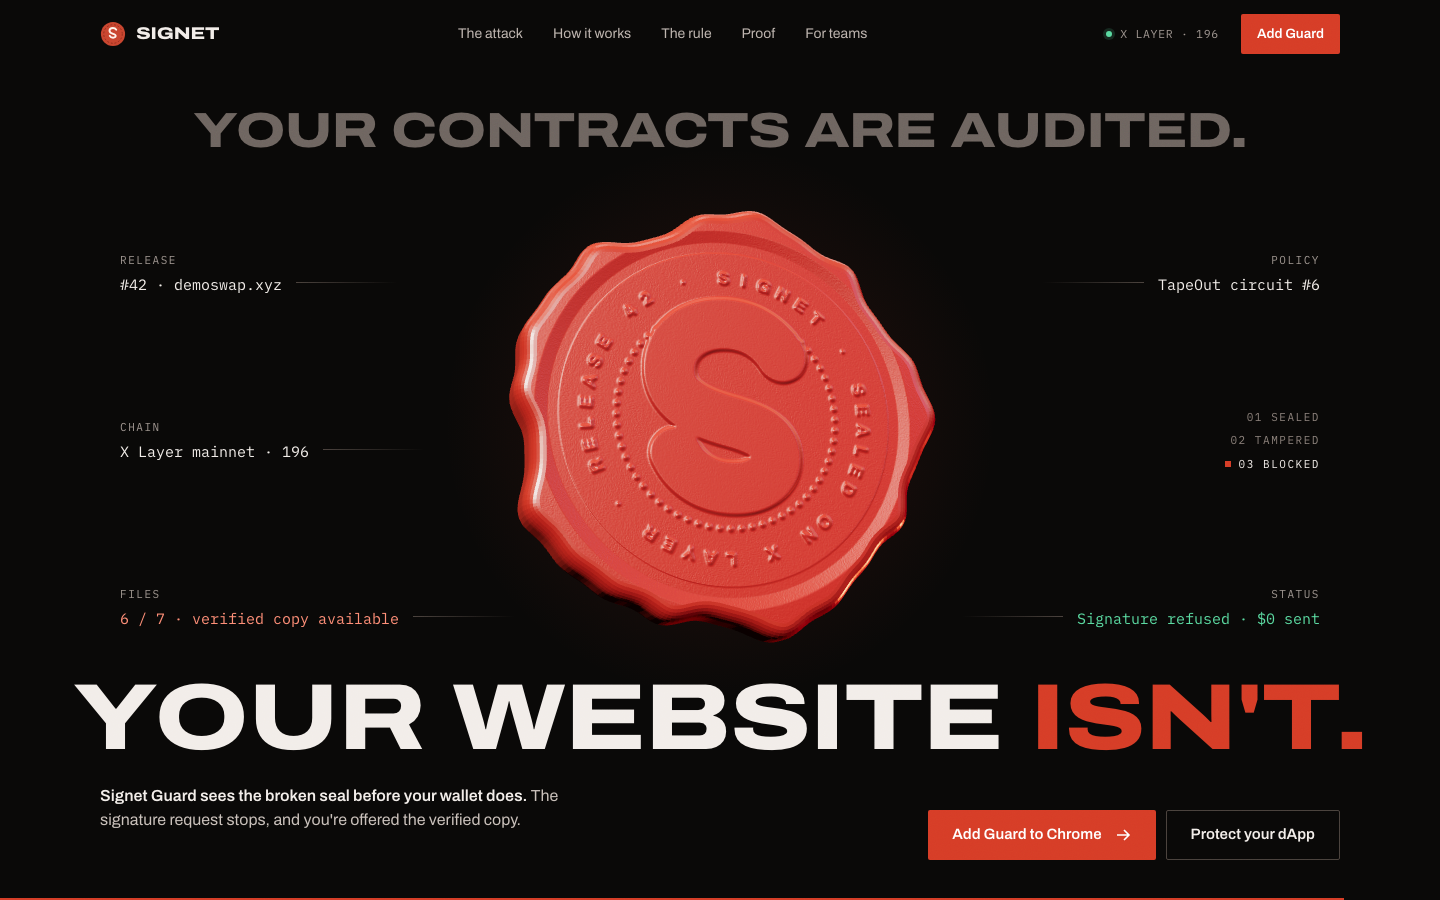 S SIGNET
The attack
How it works
The rule
Proof
For teams
X LAYER · 196
Add Guard
YOUR CONTRACTS ARE AUDITED.
RELEASE
#42 · demoswap.xyz
POLICY
TapeOut circuit #6
S
SIGNET · SEALED ON X LAYER · RELEASE 42 ·
CHAIN
X Layer mainnet · 196
01 SEALED
02 TAMPERED
03 BLOCKED
FILES
6 / 7 · verified copy available
STATUS
Signature refused · $0 sent
YOUR WEBSITE ISN'T.
Signet Guard sees the broken seal before your wallet does. The
signature request stops, and you're offered the verified copy.
Add Guard to Chrome →
Protect your dApp